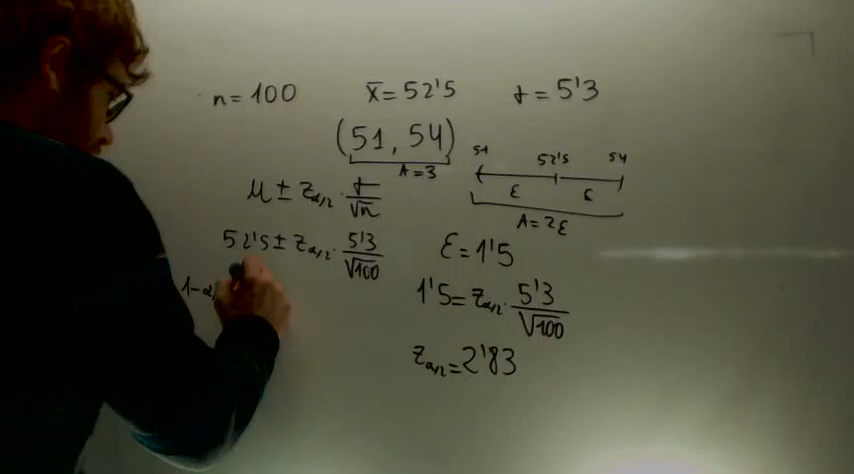 n = 100 x̄ = 52'5 σ = 5'3
(51, 54)
A = 3
51 52'5 54
ε ε
A = 2ε
μ ± z_{α/2} · σ/√n
52'5 ± z_{α/2} · 5'3/√100
1-α/
ε = 1'5
1'5 = z_{α/2} · 5'3/√100
z_{α/2} = 2'83